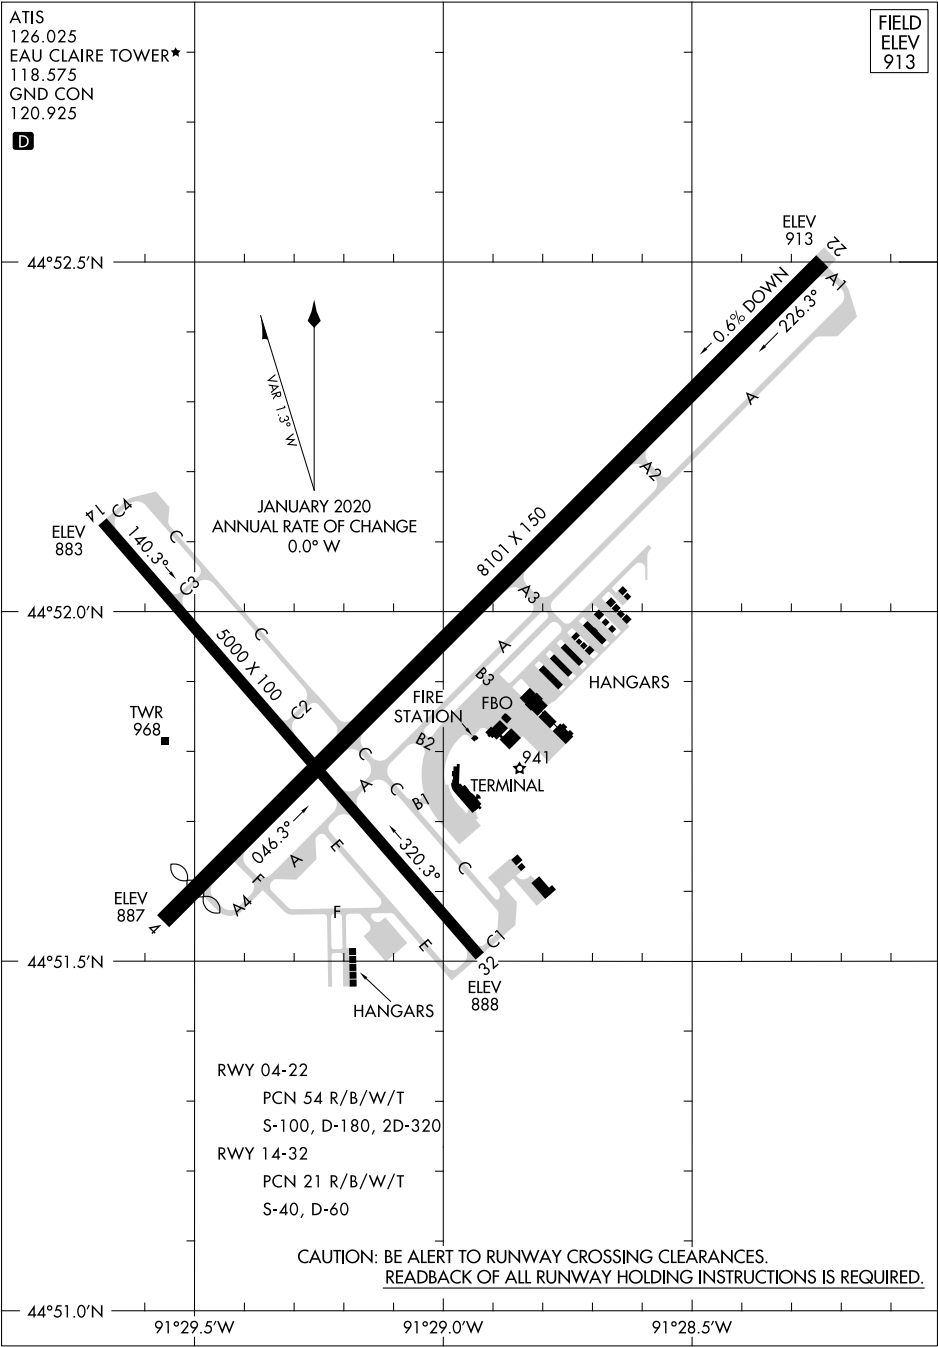 ATIS
126.025
EAU CLAIRE TOWER★
118.575
GND CON
120.925
D
FIELD
ELEV
913
ELEV
913
22
44°52.5'N
A1
0.6% DOWN
226.3°
A
VAR 1.3° W
A2
JANUARY 2020
ANNUAL RATE OF CHANGE
0.0° W
8101 X 150
14
C4
ELEV
883
140.3°
C
C3
A3
44°52.0'N
C
A
5000 X 100
B3
HANGARS
FIRE
STATION
FBO
C2
TWR
968
B2
C
941
A
C
B1
TERMINAL
046.3°
E
A
320.3°
C
F
ELEV
887
A4
F
4
E
C1
32
44°51.5'N
ELEV
888
HANGARS
RWY 04-22
PCN 54 R/B/W/T
S-100, D-180, 2D-320
RWY 14-32
PCN 21 R/B/W/T
S-40, D-60
CAUTION: BE ALERT TO RUNWAY CROSSING CLEARANCES.
READBACK OF ALL RUNWAY HOLDING INSTRUCTIONS IS REQUIRED.
44°51.0'N
91°29.5'W
91°29.0'W
91°28.5'W